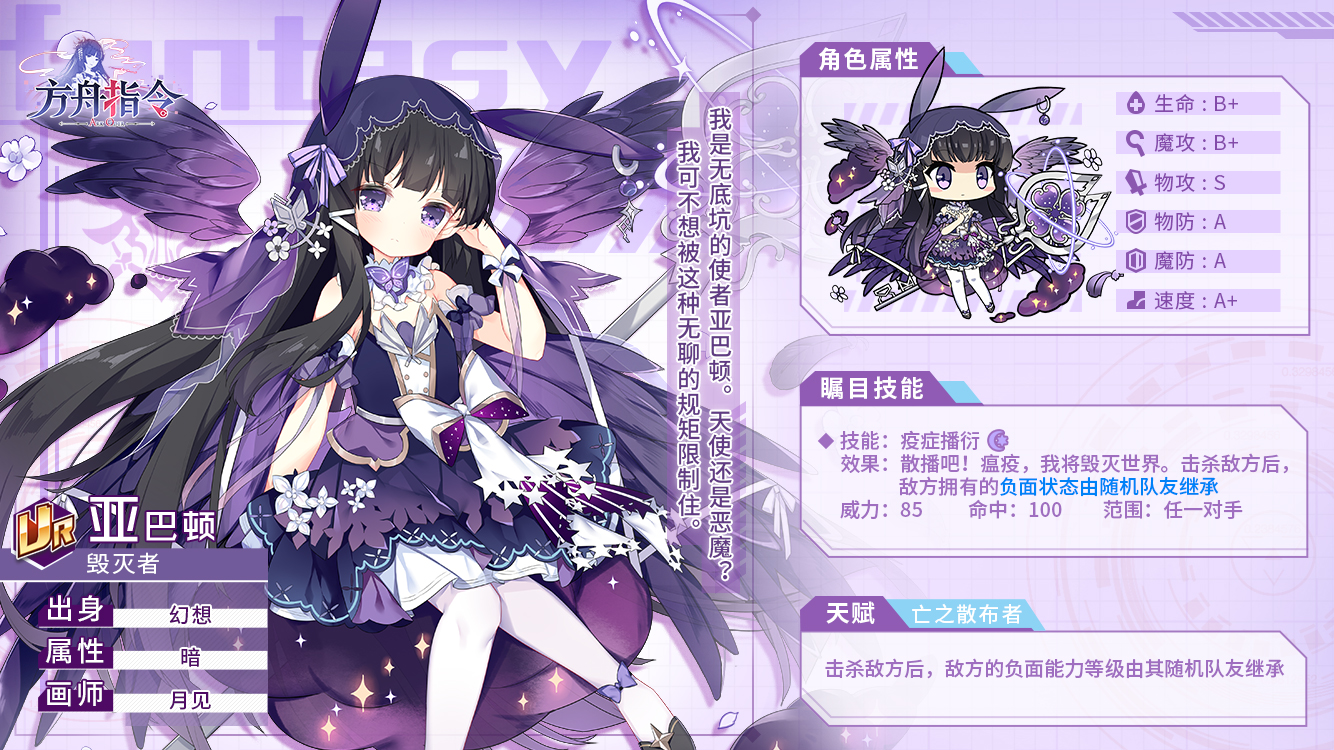 fantasy
方舟指令
ARK ORDER
我是无底坑的使者亚巴顿。天使还是恶魔？
我可不想被这种无聊的规矩限制住。
UR
亚巴顿
毁灭者
出身 幻想
属性 暗
画师 月见
角色属性
生命：B+
魔攻：B+
物攻：S
物防：A
魔防：A
速度：A+
瞩目技能
◆技能：疫症播衍
效果：散播吧！瘟疫，我将毁灭世界。击杀敌方后，
敌方拥有的负面状态由随机队友继承
威力：85 命中：100 范围：任一对手
天赋 亡之散布者
击杀敌方后，敌方的负面能力等级由其随机队友继承